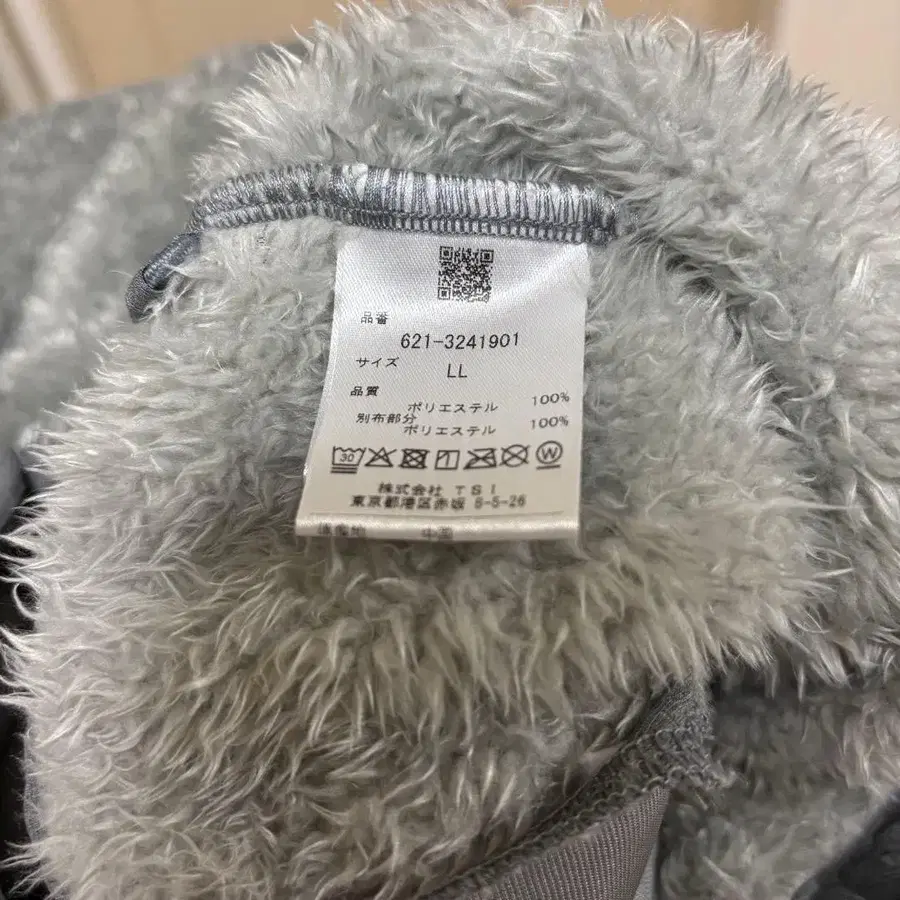 品番
621-3241901
サイズ
LL
品質
ポリエステル 100%
別布部分
ポリエステル 100%
30
W
株式会社 TSI
東京都港区赤坂 8-5-26